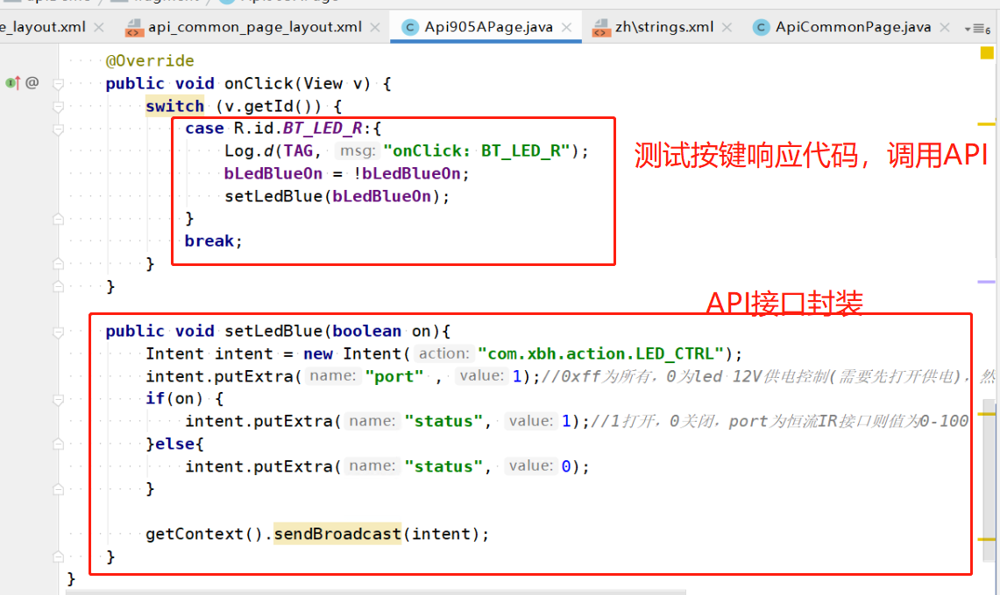 e_layout.xml
api_common_page_layout.xml
Api905APage.java
zh\strings.xml
ApiCommonPage.java
6
@Override
public void onClick(View v) {
switch (v.getId()) {
case R.id.BT_LED_R:{
Log.d(TAG, msg: "onClick: BT_LED_R");
bLedBlueOn = !bLedBlueOn;
setLedBlue(bLedBlueOn);
}
break;
}
}
测试按键响应代码，调用API
API接口封装
public void setLedBlue(boolean on){
Intent intent = new Intent( action: "com.xbh.action.LED_CTRL");
intent.putExtra( name: "port" , value: 1);//0xff为所有，0为led 12V供电控制(需要先打开供电)，然
if(on) {
intent.putExtra( name: "status", value: 1);//1打开，0关闭，port为恒流IR接口则值为0-100
}else{
intent.putExtra( name: "status", value: 0);
}
getContext().sendBroadcast(intent);
}
}